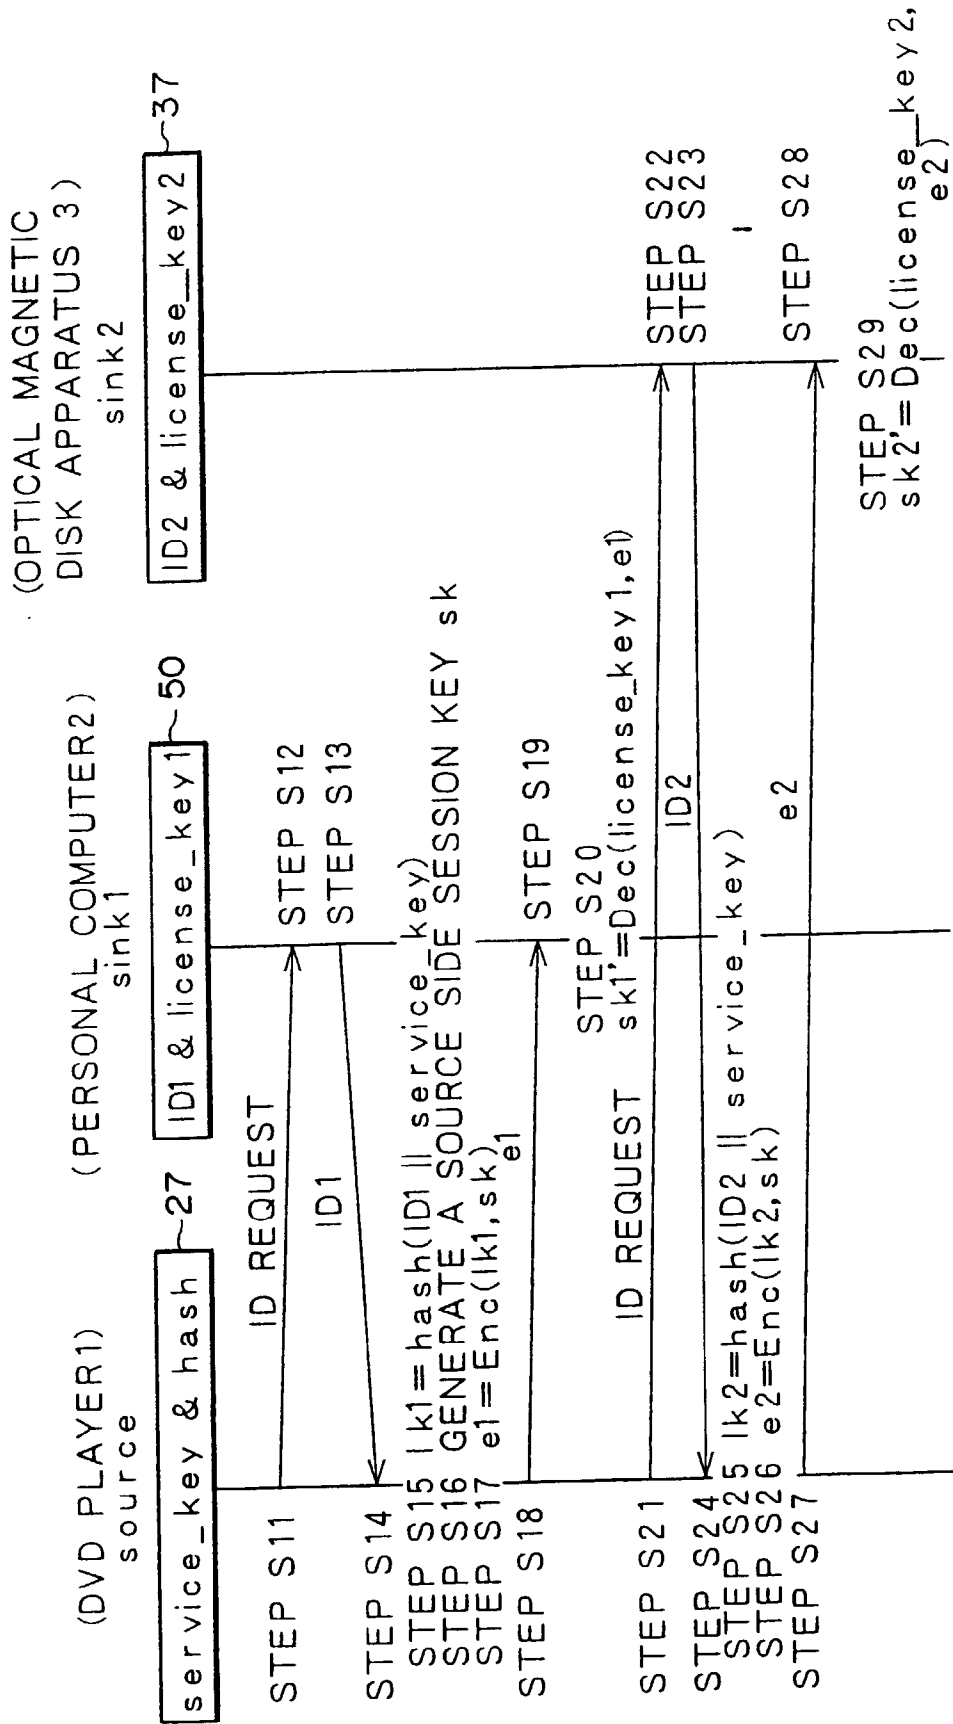 (DVD PLAYER1)
source
service_key & hash
27
(PERSONAL COMPUTER2)
sink1
ID1 & license_key1
50
(OPTICAL MAGNETIC
DISK APPARATUS 3)
sink2
ID2 & license_key2
37
STEP S11
ID REQUEST
STEP S12
ID1
STEP S13
STEP S14
STEP S15 lk1=hash(ID1 || service_key)
STEP S16 GENERATE A SOURCE SIDE SESSION KEY sk
STEP S17 e1=Enc(lk1,sk)
STEP S18
e1
STEP S19
STEP S20
sk1'=Dec(license_key1,e1)
STEP S21
ID REQUEST
STEP S22
ID2
STEP S23
STEP S24
STEP S25 lk2=hash(ID2 || service_key)
STEP S26 e2=Enc(lk2,sk)
STEP S27
e2
STEP S28
STEP S29
sk2'=Dec(license_key2,
e2)